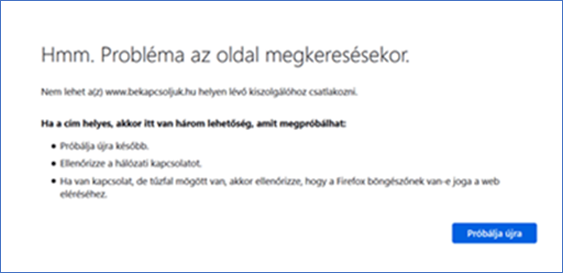 Hmm. Probléma az oldal megkeresésekor.
Nem lehet a(z) www.bekapcsoljuk.hu helyen lévő kiszolgálóhoz csatlakozni.
Ha a cím helyes, akkor itt van három lehetőség, amit megpróbálhat:
• Próbálja újra később.
• Ellenőrizze a hálózati kapcsolatot.
• Ha van kapcsolat, de tűzfal mögött van, akkor ellenőrizze, hogy a Firefox böngészőnek van-e joga a web
eléréséhez.
Próbálja újra